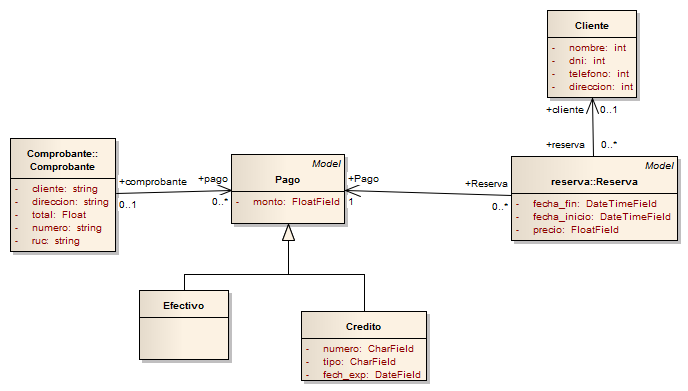 Cliente
- nombre: int
- dni: int
- telefono: int
- direccion: int
+cliente 0..1
+reserva 0..*
Comprobante::
Comprobante
- cliente: string
- direccion: string
- total: Float
- numero: string
- ruc: string
+comprobante
0..1
+pago
0..*
Model
Pago
- monto: FloatField
+Pago
1
+Reserva
0..*
Model
reserva::Reserva
- fecha_fin: DateTimeField
- fecha_inicio: DateTimeField
- precio: FloatField
Efectivo
Credito
- numero: CharField
- tipo: CharField
- fech_exp: DateField